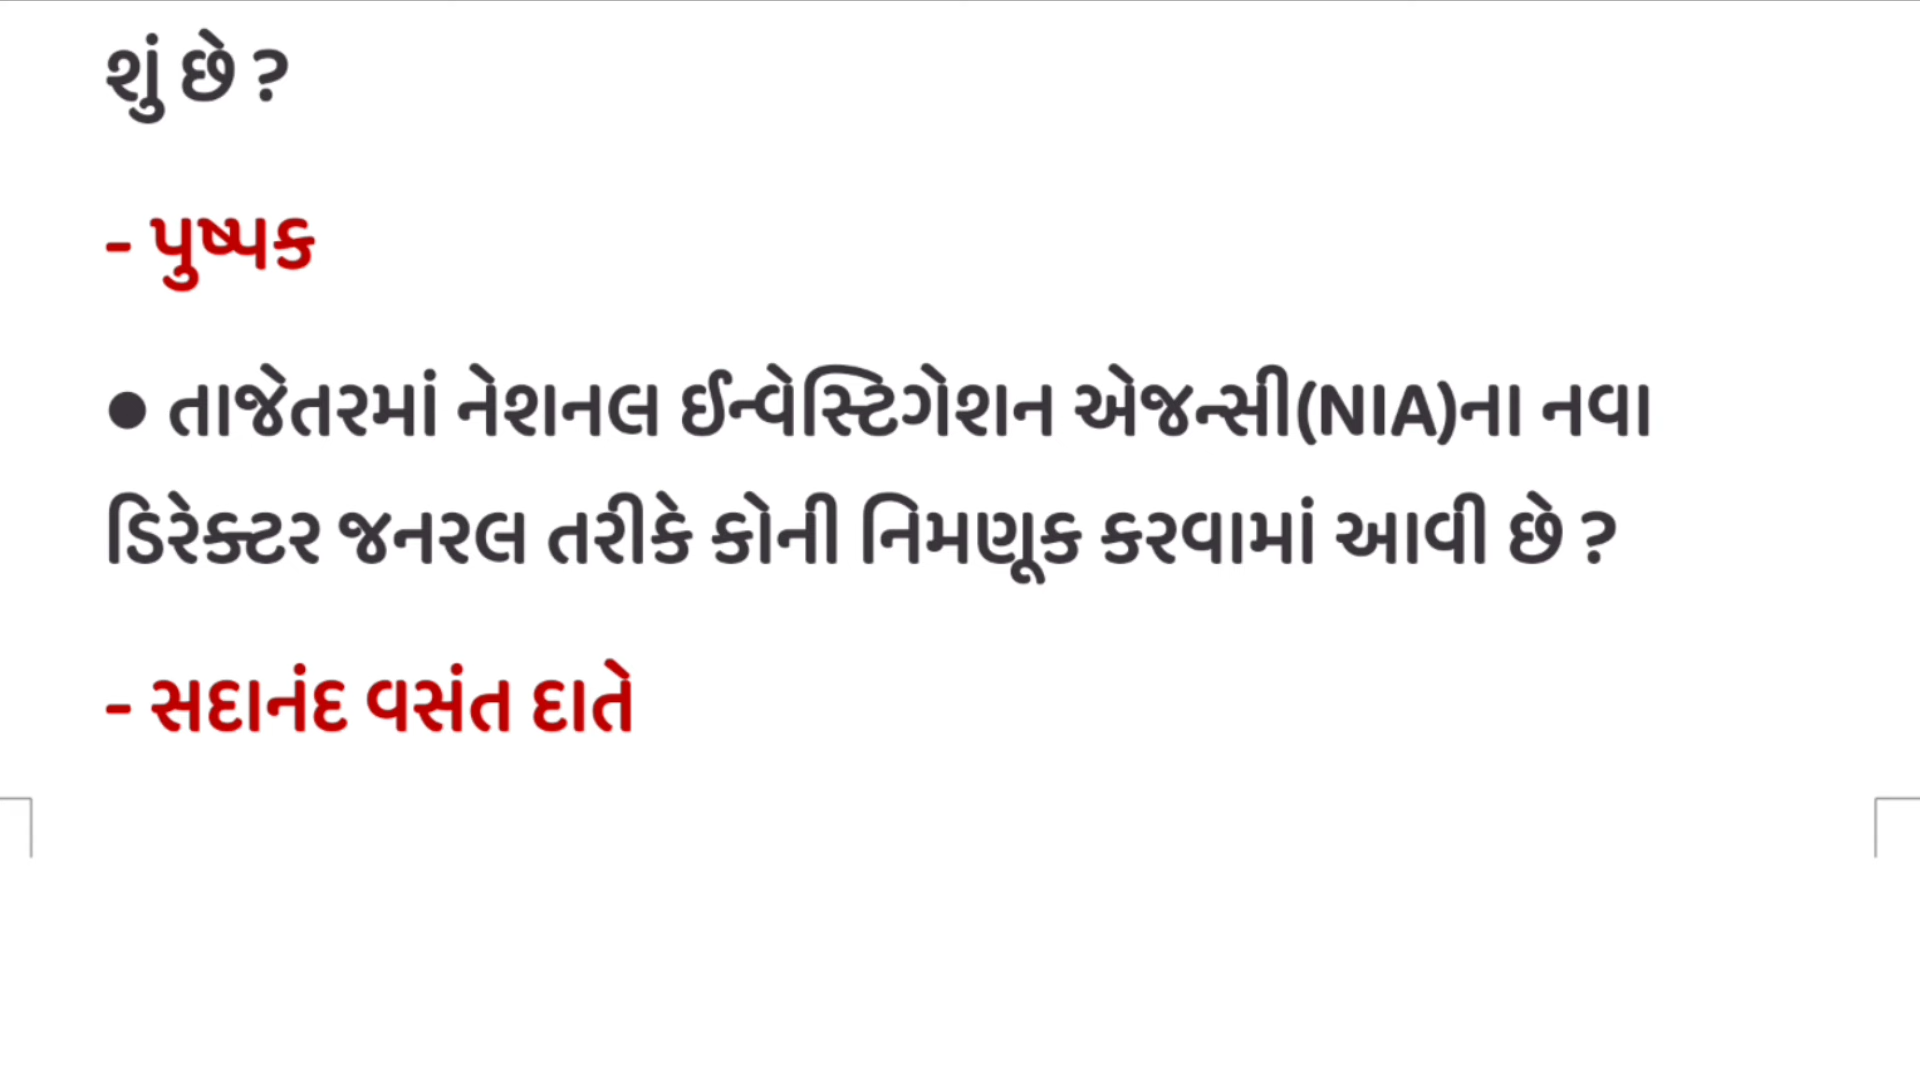 શું છે ?
- પુષ્પક
● તાજેતરમાં નેશનલ ઈન્વેસ્ટિગેશન એજન્સી(NIA)ના નવા
ડિરેક્ટર જનરલ તરીકે કોની નિમણૂક કરવામાં આવી છે ?
- સદાનંદ વસંત દાતે